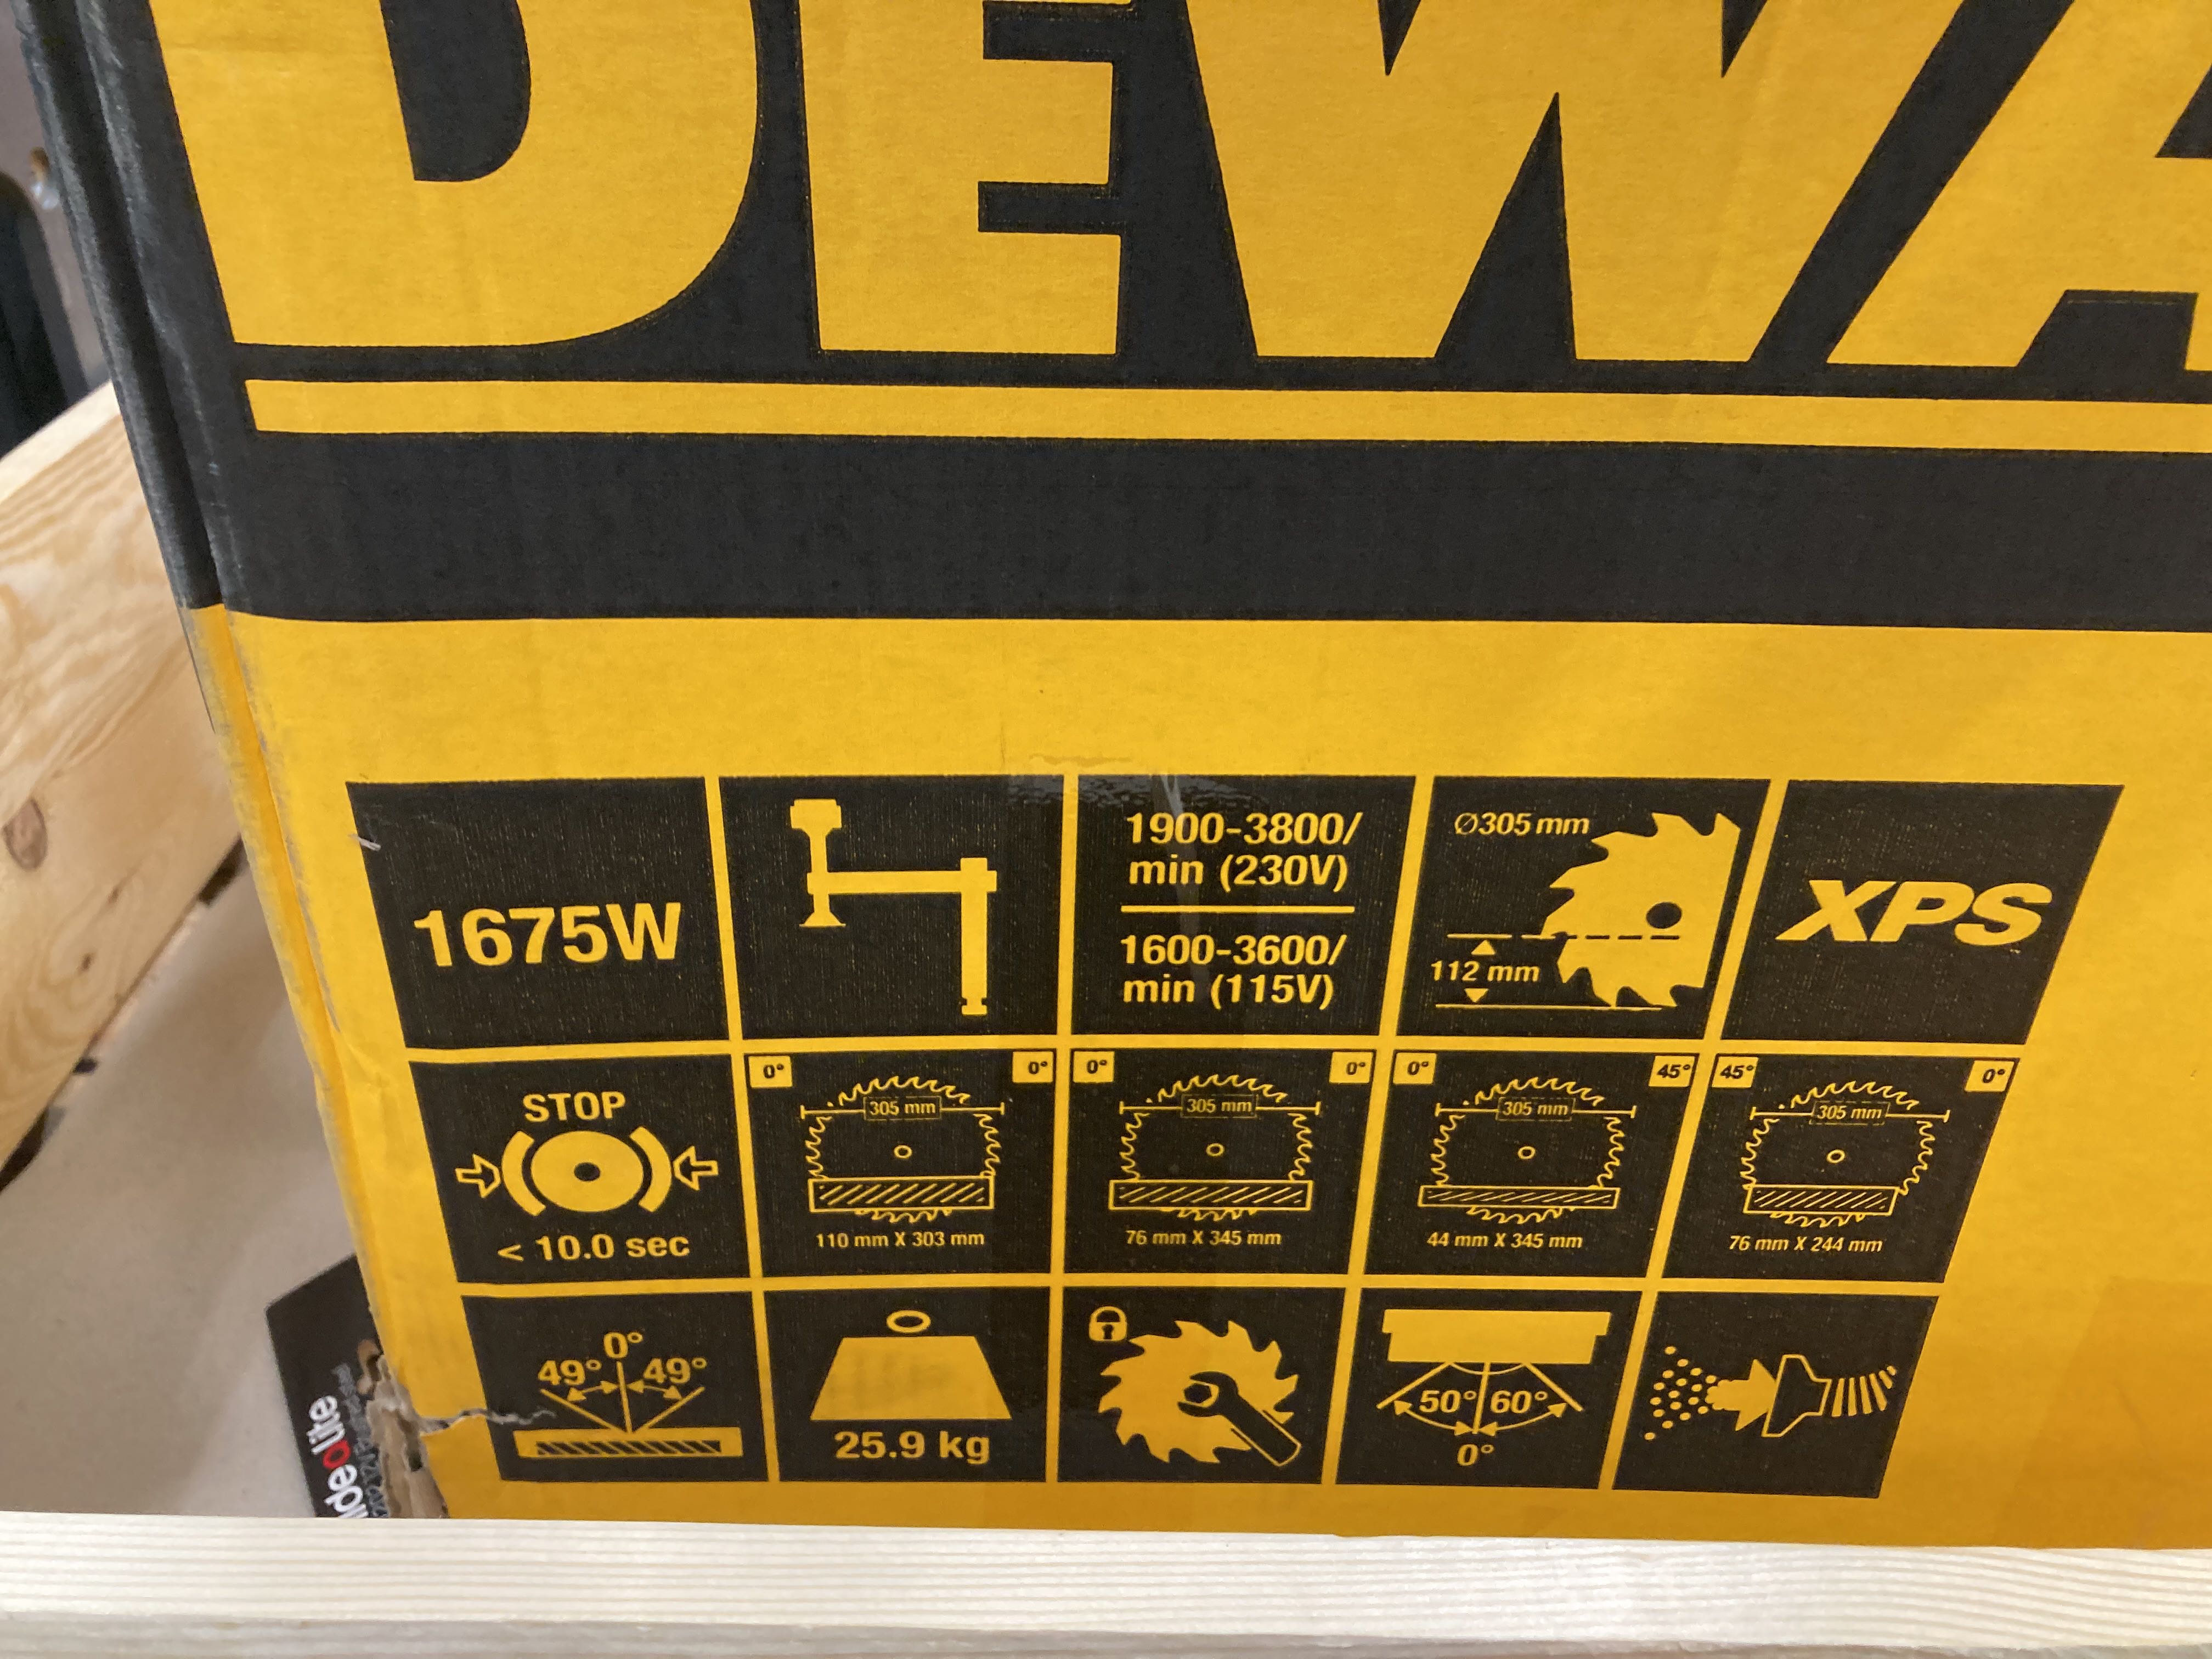 DEWA
1675W
1900-3800/
min (230V)
1600-3600/
min (115V)
Ø305 mm
112 mm
XPS
STOP
< 10.0 sec
0° 0°
305 mm
110 mm X 303 mm
0° 0°
305 mm
76 mm X 345 mm
0° 45°
305 mm
44 mm X 345 mm
45° 0°
305 mm
76 mm X 244 mm
0°
49° 49°
25.9 kg
50° 60°
0°